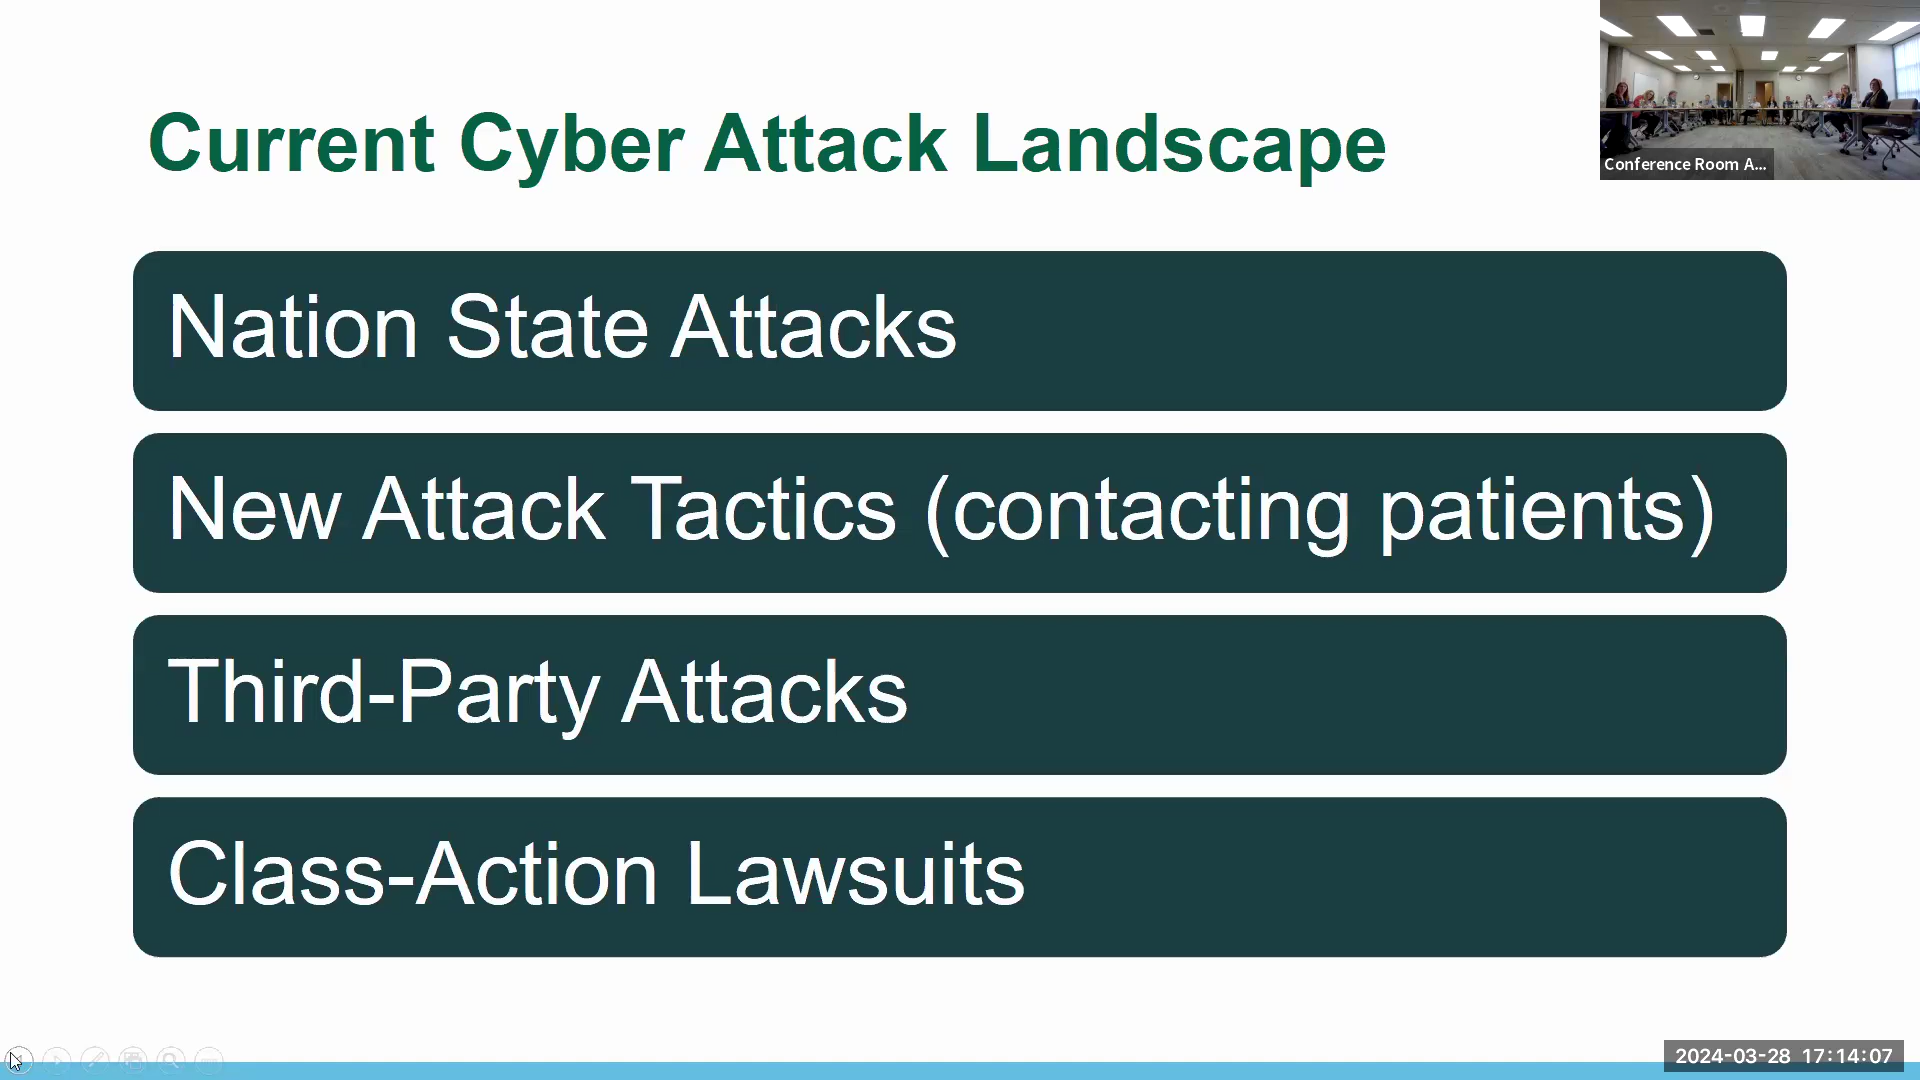 Current Cyber Attack Landscape
Conference Room A...
Nation State Attacks
New Attack Tactics (contacting patients)
Third-Party Attacks
Class-Action Lawsuits
2024-03-28 17:14:07